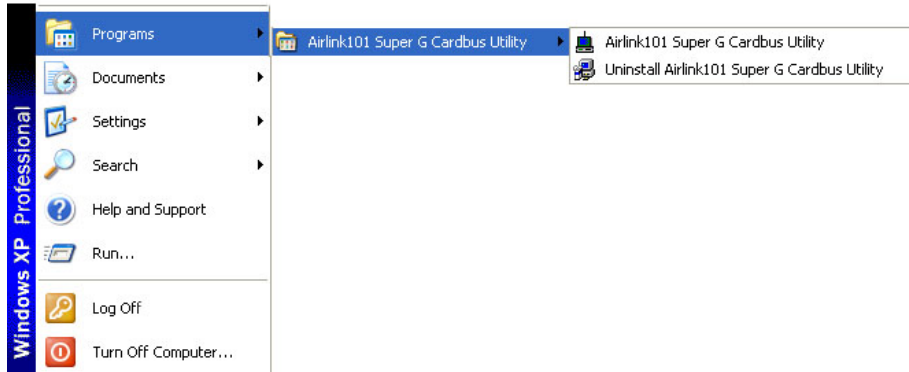 Windows XP Professional
Programs
Documents
Settings
Search
Help and Support
Run...
Log Off
Turn Off Computer...
Airlink101 Super G Cardbus Utility
Airlink101 Super G Cardbus Utility
Uninstall Airlink101 Super G Cardbus Utility